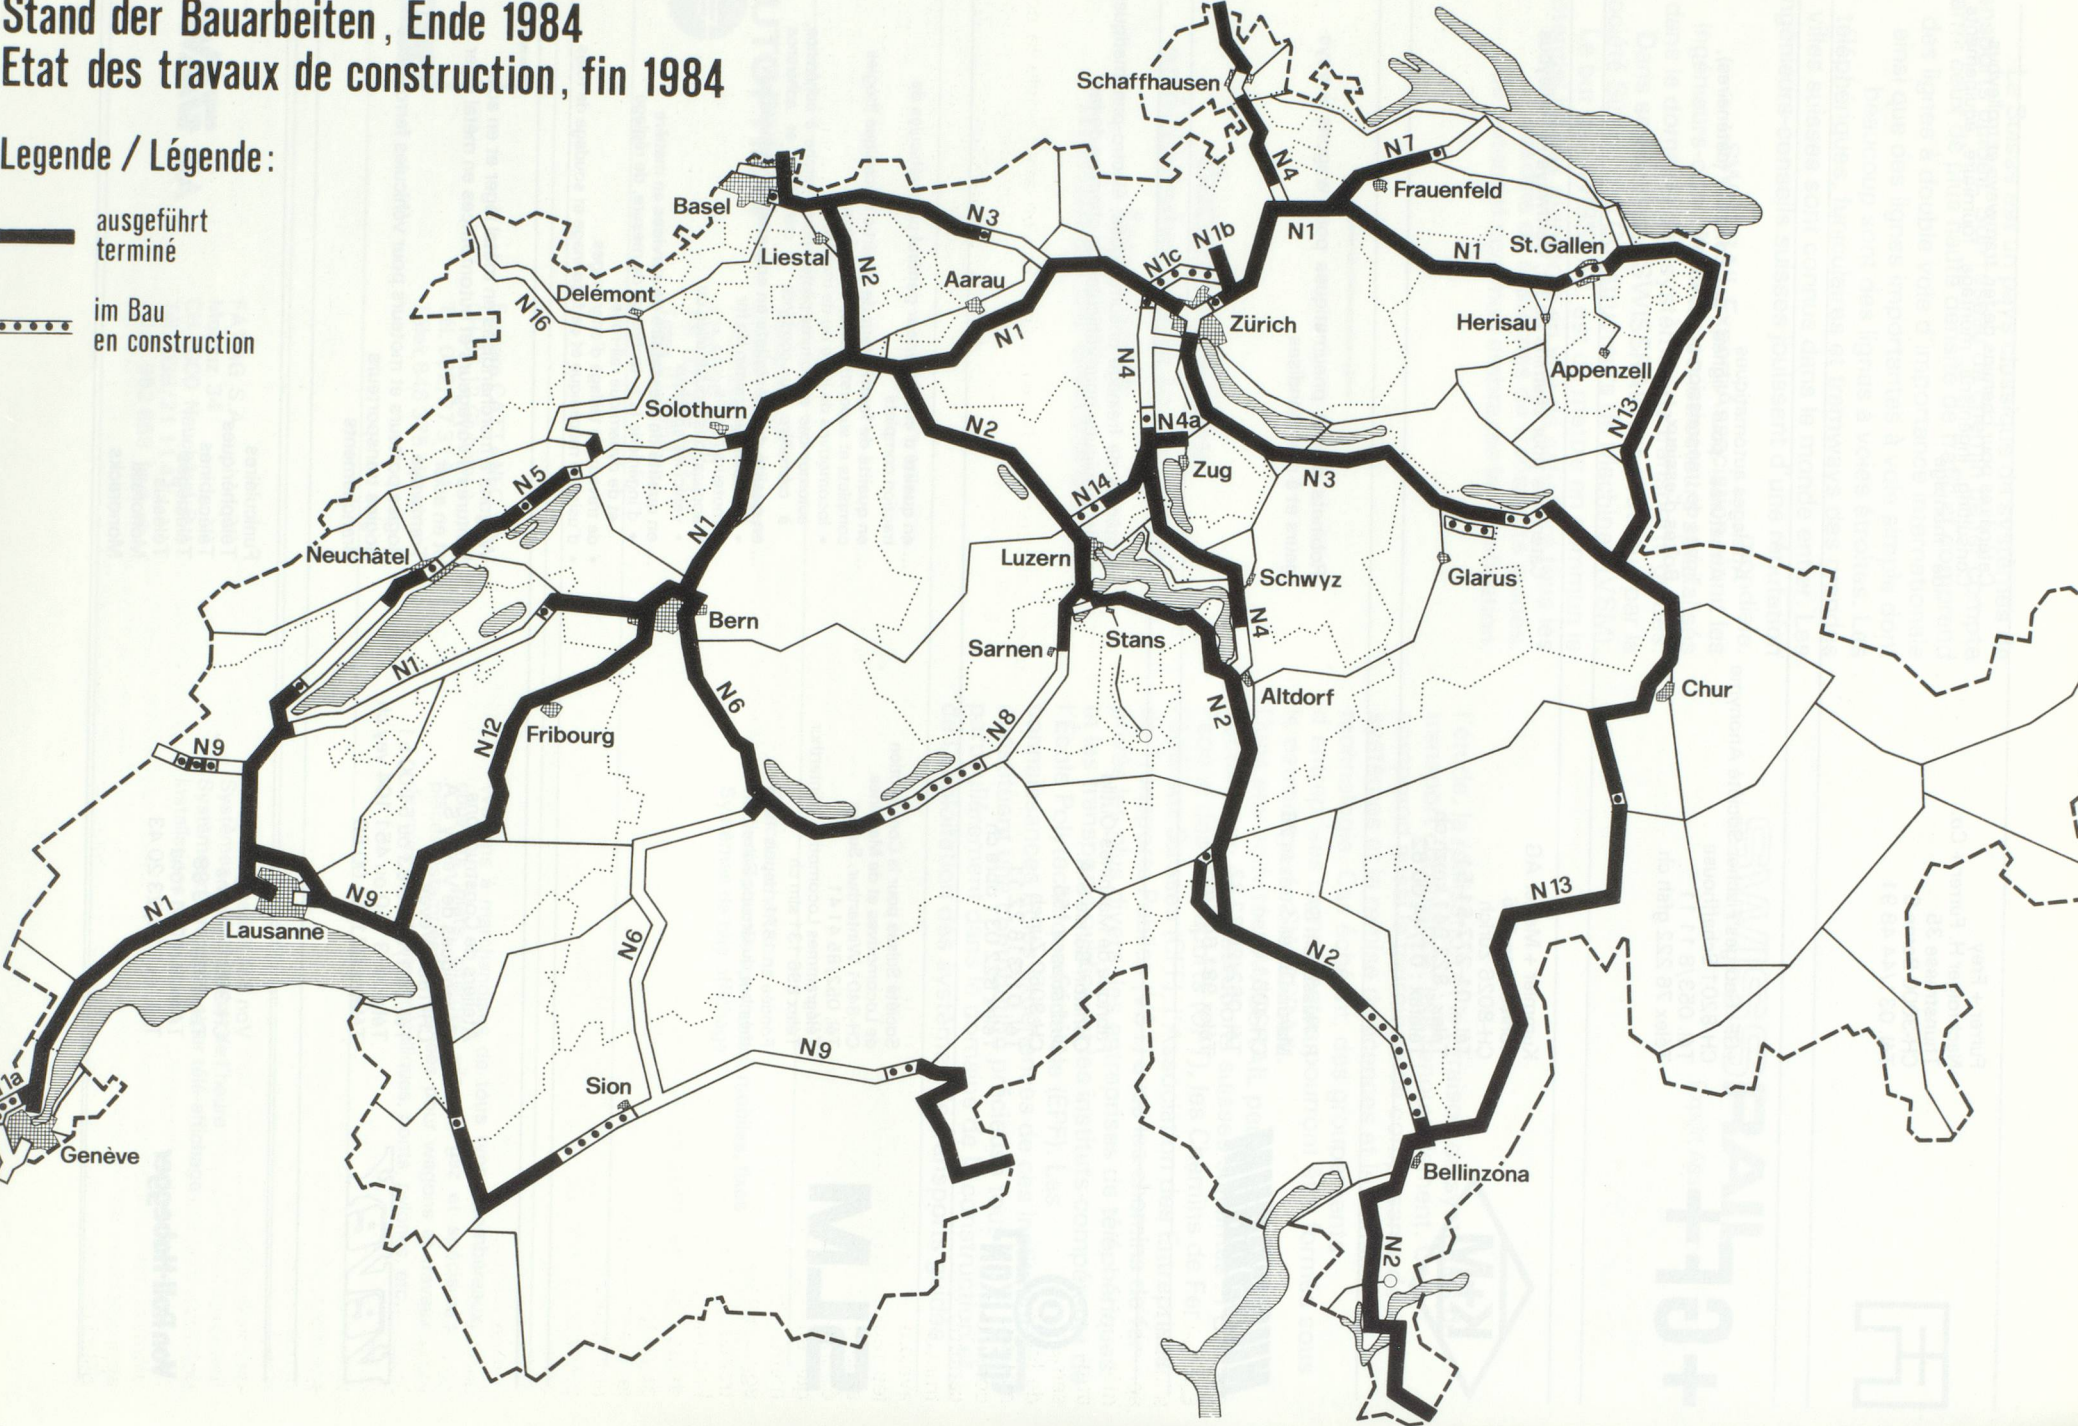 Stand der Bauarbeiten, Ende 1984
Etat des travaux de construction, fin 1984
Legende / Légende:
ausgeführt
terminé
im Bau
en construction
Schaffhausen
N4
N7
Frauenfeld
Basel
N3
N1
N1b
St.Gallen
N1
Liestal
N2
N1c
Aarau
Delémont
N16
Zürich
Herisau
N1
N4
Appenzell
Solothurn
N2
N4a
N13
Zug
N3
N5
N14
N1
Neuchâtel
Luzern
Schwyz
Glarus
Bern
N4
Stans
Sarnen
N1
Altdorf
Chur
N6
N2
N8
N12
Fribourg
N9
N13
N9
N1
Lausanne
N6
N2
N9
Sion
1a
Genève
Bellinzona
N2